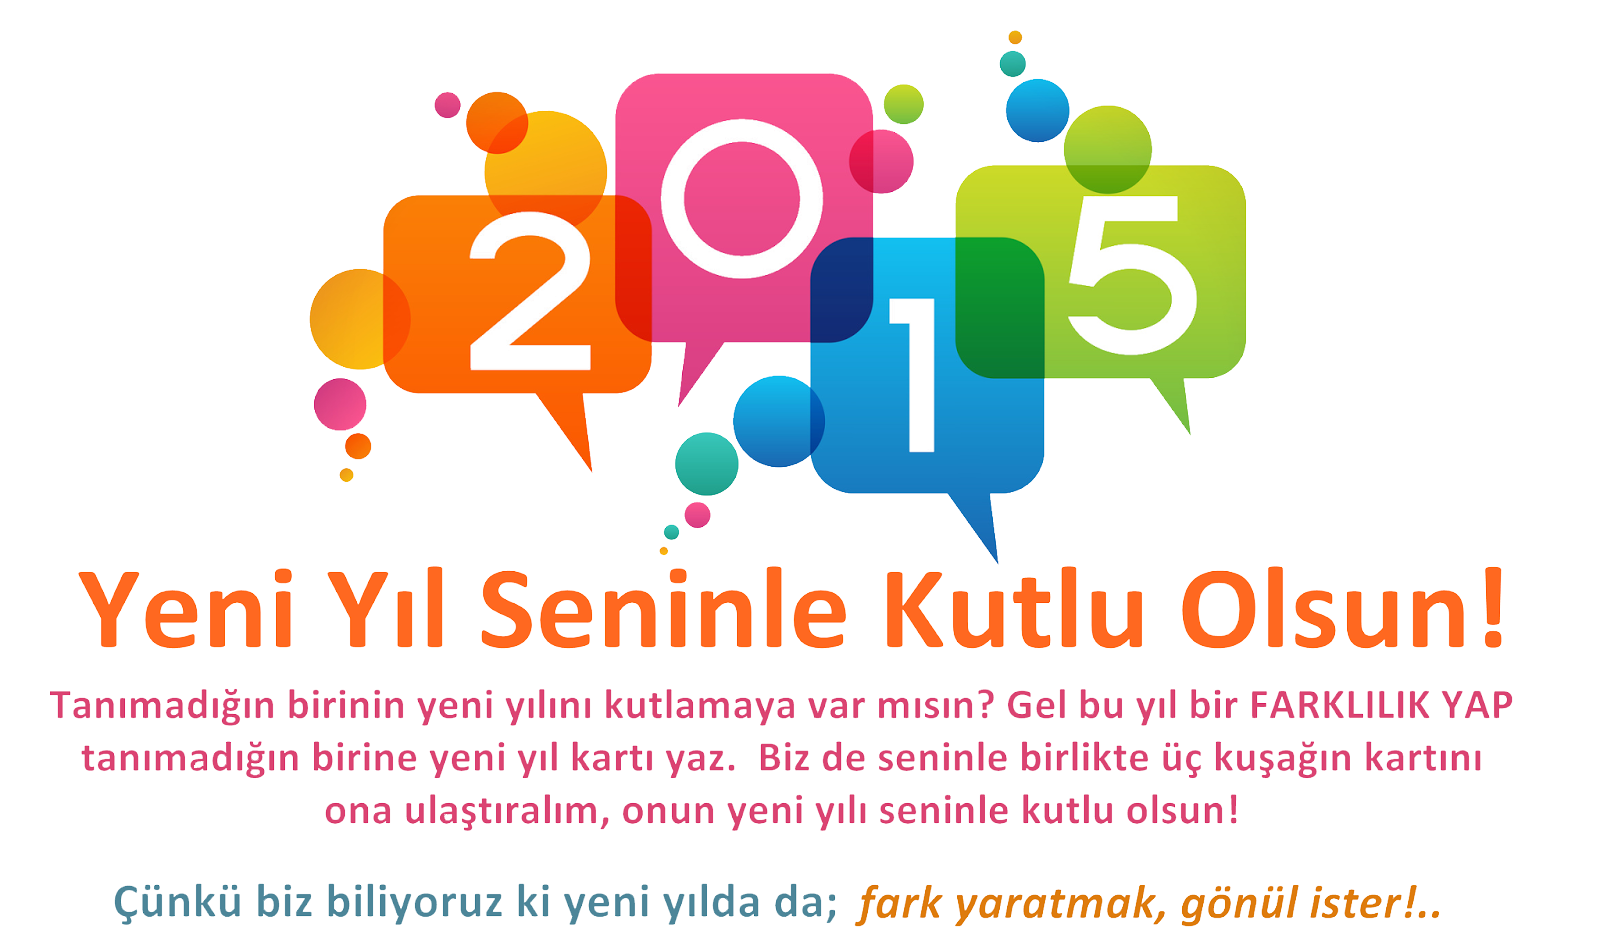 2015
Yeni Yıl Seninle Kutlu Olsun!
Tanımadığın birinin yeni yılını kutlamaya var mısın? Gel bu yıl bir FARKLILIK YAP
tanımadığın birine yeni yıl kartı yaz.  Biz de seninle birlikte üç kuşağın kartını
ona ulaştıralım, onun yeni yılı seninle kutlu olsun!
Çünkü biz biliyoruz ki yeni yılda da; fark yaratmak, gönül ister!..